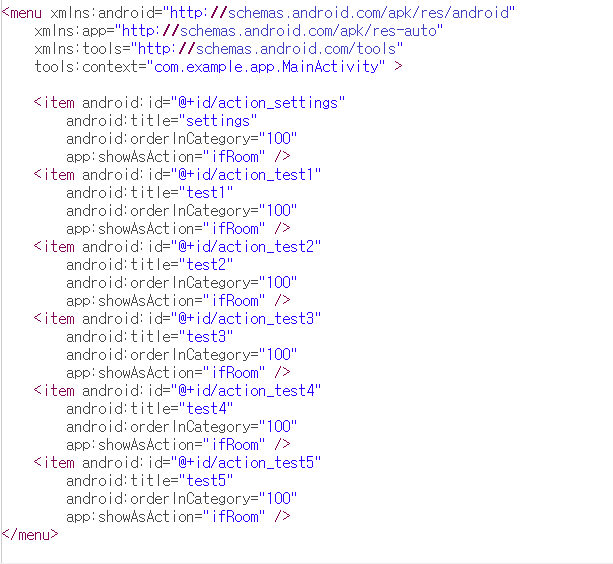 <menu xmlns:android="http://schemas.android.com/apk/res/android"
    xmlns:app="http://schemas.android.com/apk/res-auto"
    xmlns:tools="http://schemas.android.com/tools"
    tools:context="com.example.app.MainActivity" >

    <item android:id="@+id/action_settings"
        android:title="settings"
        android:orderInCategory="100"
        app:showAsAction="ifRoom" />
    <item android:id="@+id/action_test1"
        android:title="test1"
        android:orderInCategory="100"
        app:showAsAction="ifRoom" />
    <item android:id="@+id/action_test2"
        android:title="test2"
        android:orderInCategory="100"
        app:showAsAction="ifRoom" />
    <item android:id="@+id/action_test3"
        android:title="test3"
        android:orderInCategory="100"
        app:showAsAction="ifRoom" />
    <item android:id="@+id/action_test4"
        android:title="test4"
        android:orderInCategory="100"
        app:showAsAction="ifRoom" />
    <item android:id="@+id/action_test5"
        android:title="test5"
        android:orderInCategory="100"
        app:showAsAction="ifRoom" />
</menu>